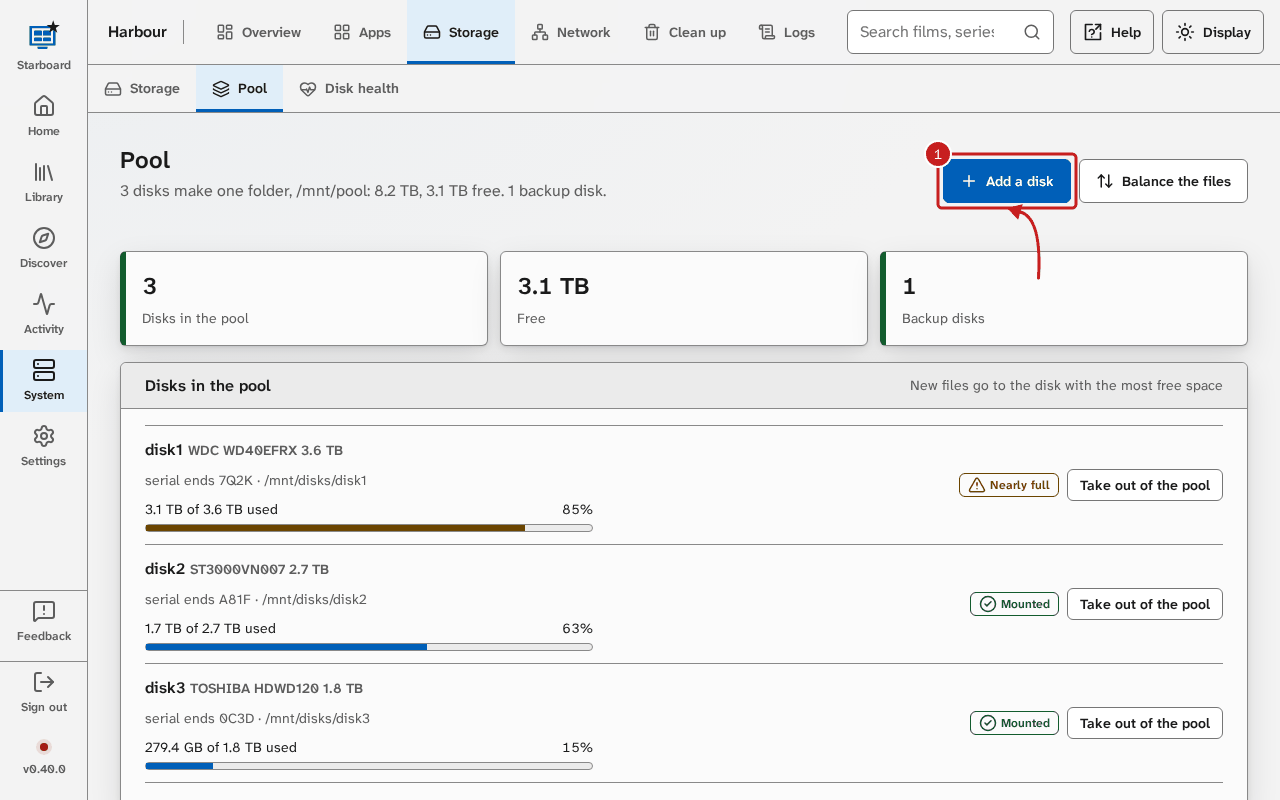 Starboard
Home
Library
Discover
Activity
System
Settings
Feedback
Sign out
v0.40.0
Harbour
Overview
Apps
Storage
Network
Clean up
Logs
Search films, series
Help
Display
Storage
Pool
Disk health
Pool
3 disks make one folder, /mnt/pool: 8.2 TB, 3.1 TB free. 1 backup disk.
1
Add a disk
Balance the files
3
Disks in the pool
3.1 TB
Free
1
Backup disks
Disks in the pool
New files go to the disk with the most free space
disk1 WDC WD40EFRX 3.6 TB
serial ends 7Q2K · /mnt/disks/disk1
3.1 TB of 3.6 TB used
85%
Nearly full
Take out of the pool
disk2 ST3000VN007 2.7 TB
serial ends A81F · /mnt/disks/disk2
1.7 TB of 2.7 TB used
63%
Mounted
Take out of the pool
disk3 TOSHIBA HDWD120 1.8 TB
serial ends 0C3D · /mnt/disks/disk3
279.4 GB of 1.8 TB used
15%
Mounted
Take out of the pool